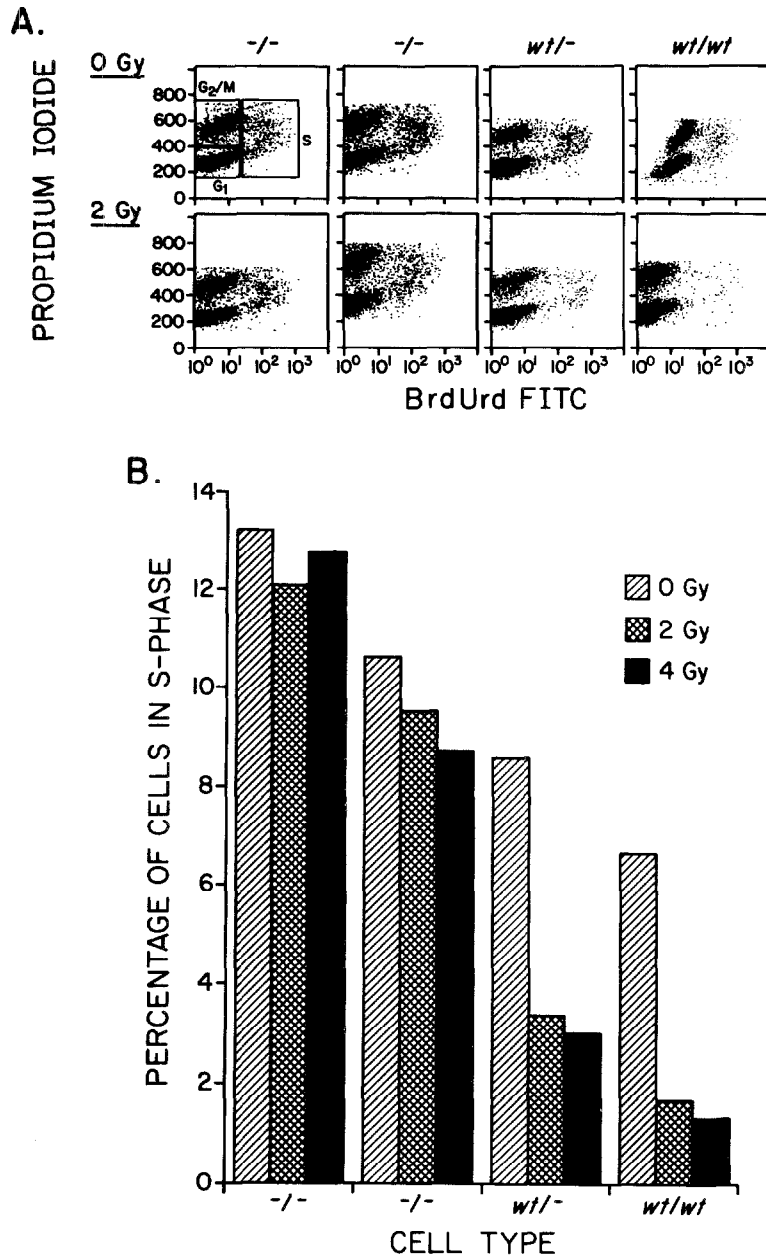 A.
-/- -/- wt/- wt/wt
0 Gy
PROPIDIUM IODIDE
800
600
400
200
0
G₂/M
S
G₁
2 Gy
800
600
400
200
0
10⁰ 10¹ 10² 10³ 10⁰ 10¹ 10² 10³ 10⁰ 10¹ 10² 10³ 10⁰ 10¹ 10² 10³
BrdUrd FITC
B.
PERCENTAGE OF CELLS IN S-PHASE
14
12
10
8
6
4
2
0
0 Gy
2 Gy
4 Gy
-/- -/- wt/- wt/wt
CELL TYPE